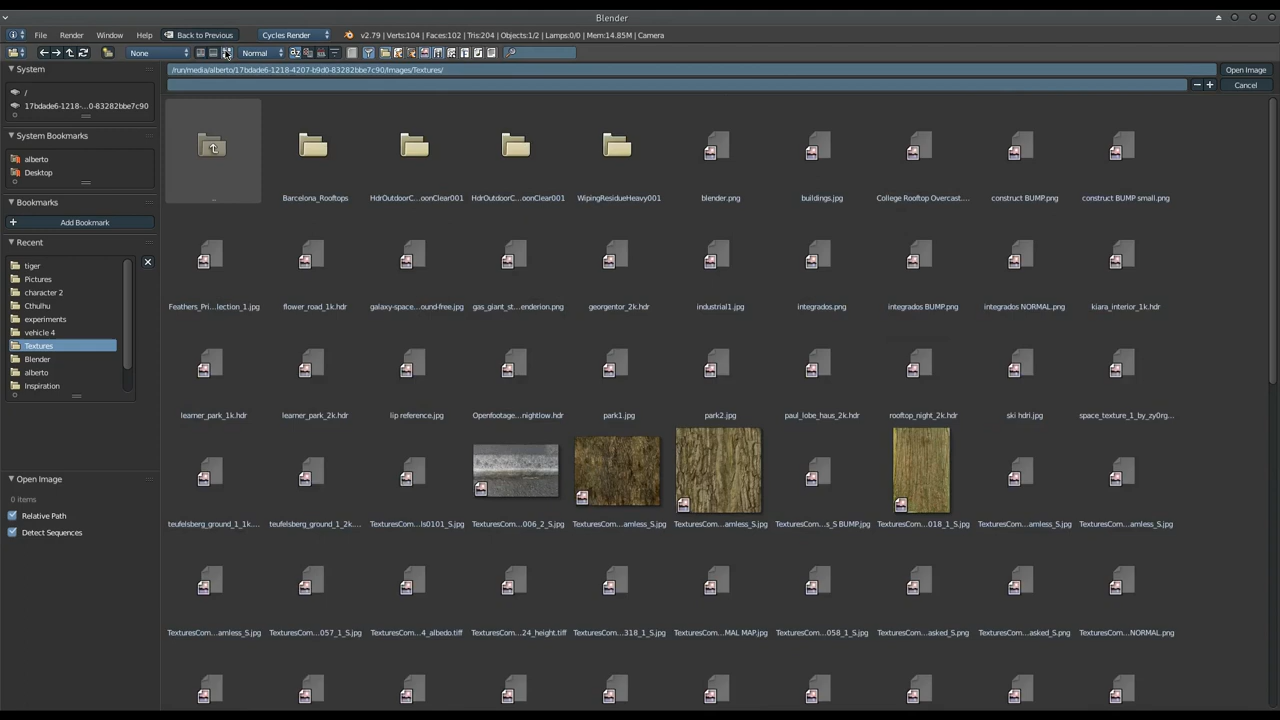 Blender
File Render Window Help Back to Previous Cycles Render v2.79 | Verts:104 | Faces:102 | Tris:204 | Objects:1/2 | Lamps:0/0 | Mem:14.85M | Camera
None Normal
System
/
17bdade6-1218-...0-83282bbe7c90
System Bookmarks
alberto
Desktop
Bookmarks
Add Bookmark
Recent
tiger
Pictures
character 2
Cthulhu
experiments
vehicle 4
Textures
Blender
alberto
Inspiration
Open Image
0 items
Relative Path
Detect Sequences
/run/media/alberto/17bdade6-1218-4207-b9d0-83282bbe7c90/Images/Textures/ Open Image
Cancel
.. Barcelona_Rooftops HdrOutdoorC...oonClear001 HdrOutdoorC...oonClear001 WipingResidueHeavy001 blender.png buildings.jpg College Rooftop Overcast.... construct BUMP.png construct BUMP small.png
Feathers_Pri...lection_1.jpg flower_road_1k.hdr galaxy-space...ound-free.jpg gas_giant_st...enderion.png georgentor_2k.hdr industrial1.jpg integrados.png integrados BUMP.png integrados NORMAL.png kiara_interior_1k.hdr
learner_park_1k.hdr learner_park_2k.hdr lip reference.jpg Openfootage...nightlow.hdr park1.jpg park2.jpg paul_lobe_haus_2k.hdr rooftop_night_2k.hdr ski hdri.jpg space_texture_1_by_zy0rg...
teufelsberg_ground_1_1k.... teufelsberg_ground_1_2k.... TexturesCom...ls0101_S.jpg TexturesCom...006_2_S.jpg TexturesCom...amless_S.jpg TexturesCom...amless_S.jpg TexturesCom...s_S BUMP.jpg TexturesCom...018_1_S.jpg TexturesCom...amless_S.jpg TexturesCom...amless_S.jpg
TexturesCom...amless_S.jpg TexturesCom...057_1_S.jpg TexturesCom...4_albedo.tiff TexturesCom...24_height.tiff TexturesCom...318_1_S.jpg TexturesCom...MAL MAP.jpg TexturesCom...058_1_S.jpg TexturesCom...asked_S.png TexturesCom...asked_S.png TexturesCom...NORMAL.png